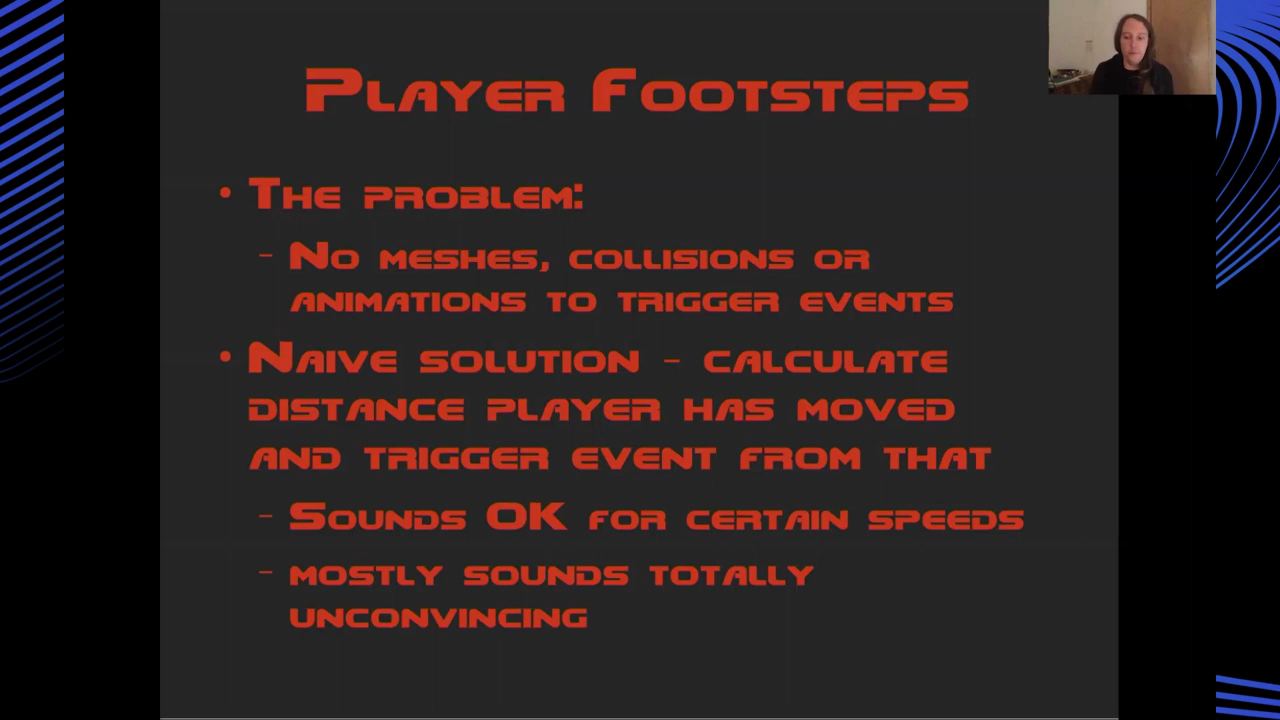 Player Footsteps
• The problem:
– No meshes, collisions or
animations to trigger events
• Naive solution – calculate
distance player has moved
and trigger event from that
– Sounds OK for certain speeds
– mostly sounds totally
unconvincing